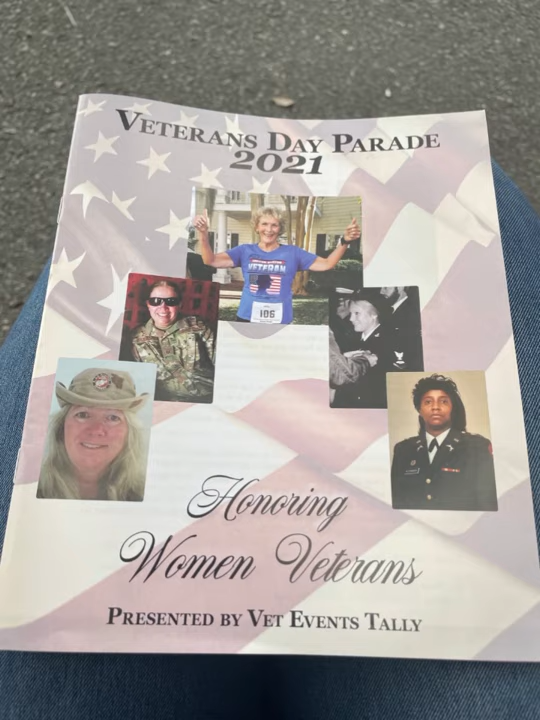 VETERANS DAY PARADE
2021
VETERAN
106
Honoring
Women Veterans
PRESENTED BY VET EVENTS TALLY